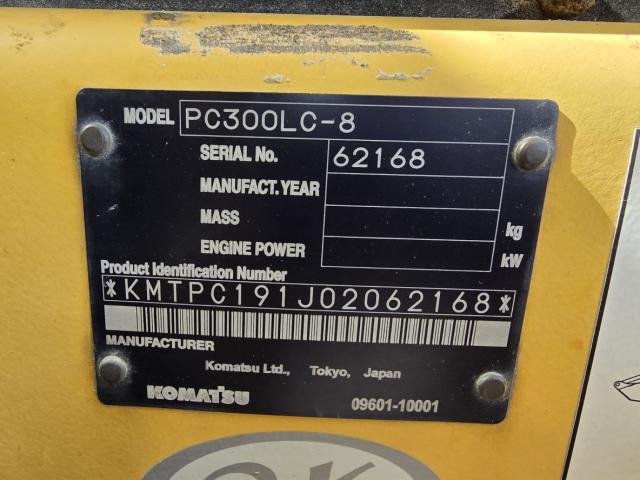 MODEL PC300LC-8
SERIAL No. 62168
MANUFACT. YEAR
MASS kg
ENGINE POWER kW
Product Identification Number
*KMTPC191J02062168*
MANUFACTURER
Komatsu Ltd., Tokyo, Japan
KOMATSU 09601-10001
OK